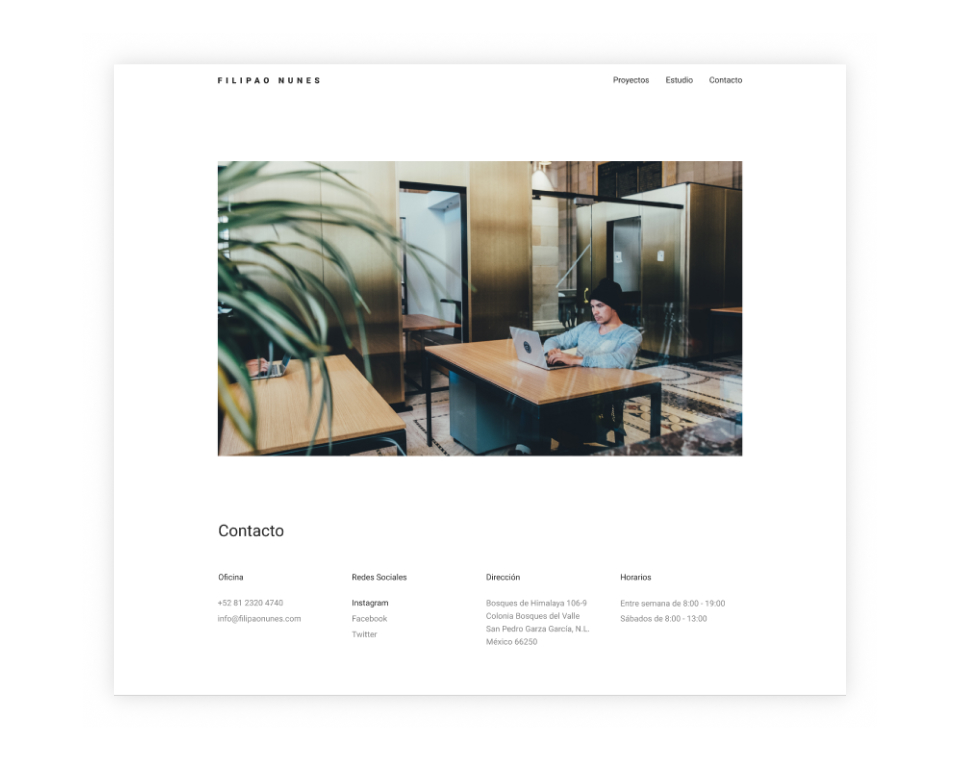 FILIPAO NUNES
Proyectos Estudio Contacto
Contacto
Oficina
+52 81 2320 4740
info@filipaonunes.com
Redes Sociales
Instagram
Facebook
Twitter
Dirección
Bosques de Himalaya 106-9
Colonia Bosques del Valle
San Pedro Garza García, N.L.
México 66250
Horarios
Entre semana de 8:00 - 19:00
Sábados de 8:00 - 13:00